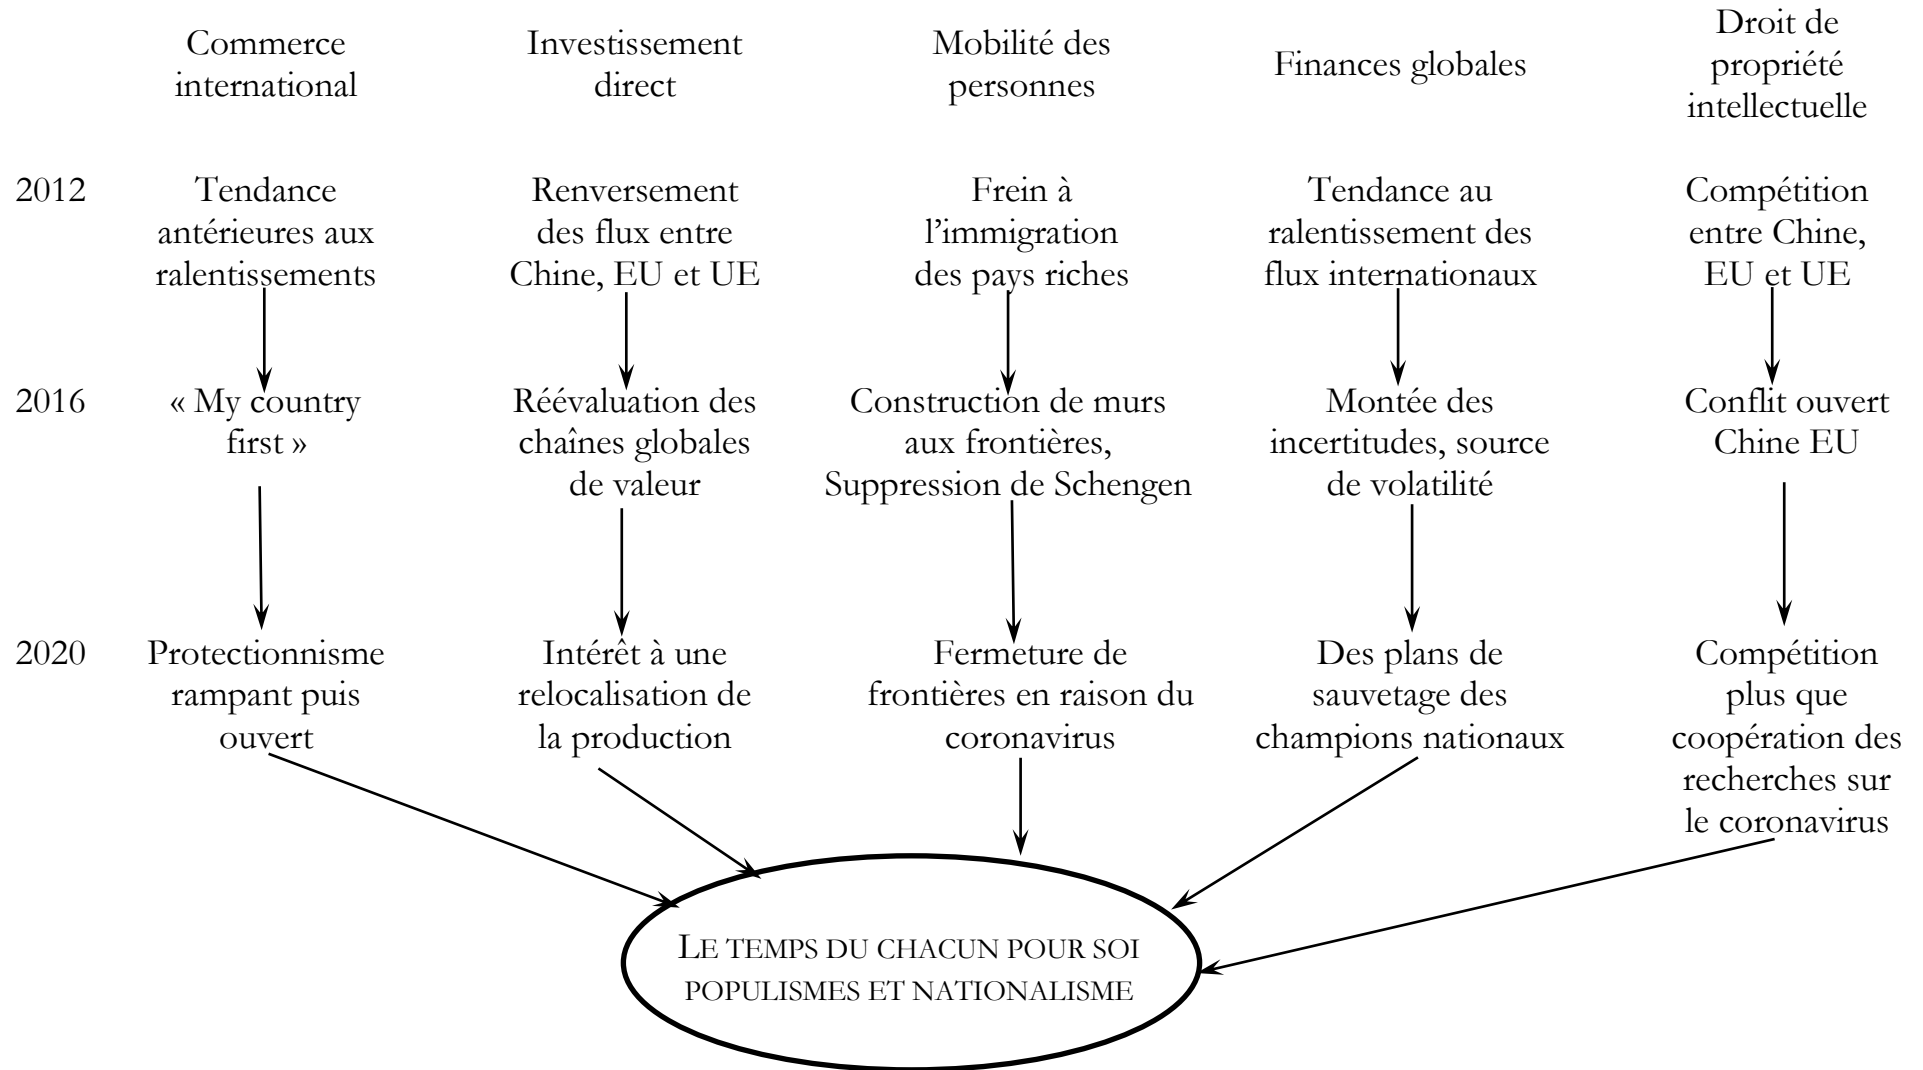 Commerce
international
Investissement
direct
Mobilité des
personnes
Finances globales
Droit de
propriété
intellectuelle
2012
Tendance
antérieures aux
ralentissements
Renversement
des flux entre
Chine, EU et UE
Frein à
l’immigration
des pays riches
Tendance au
ralentissement des
flux internationaux
Compétition
entre Chine,
EU et UE
2016
« My country
first »
Réévaluation des
chaînes globales
de valeur
Construction de murs
aux frontières,
Suppression de Schengen
Montée des
incertitudes, source
de volatilité
Conflit ouvert
Chine EU
2020
Protectionnisme
rampant puis
ouvert
Intérêt à une
relocalisation de
la production
Fermeture de
frontières en raison du
coronavirus
Des plans de
sauvetage des
champions nationaux
Compétition
plus que
coopération des
recherches sur
le coronavirus
LE TEMPS DU CHACUN POUR SOI
POPULISMES ET NATIONALISME